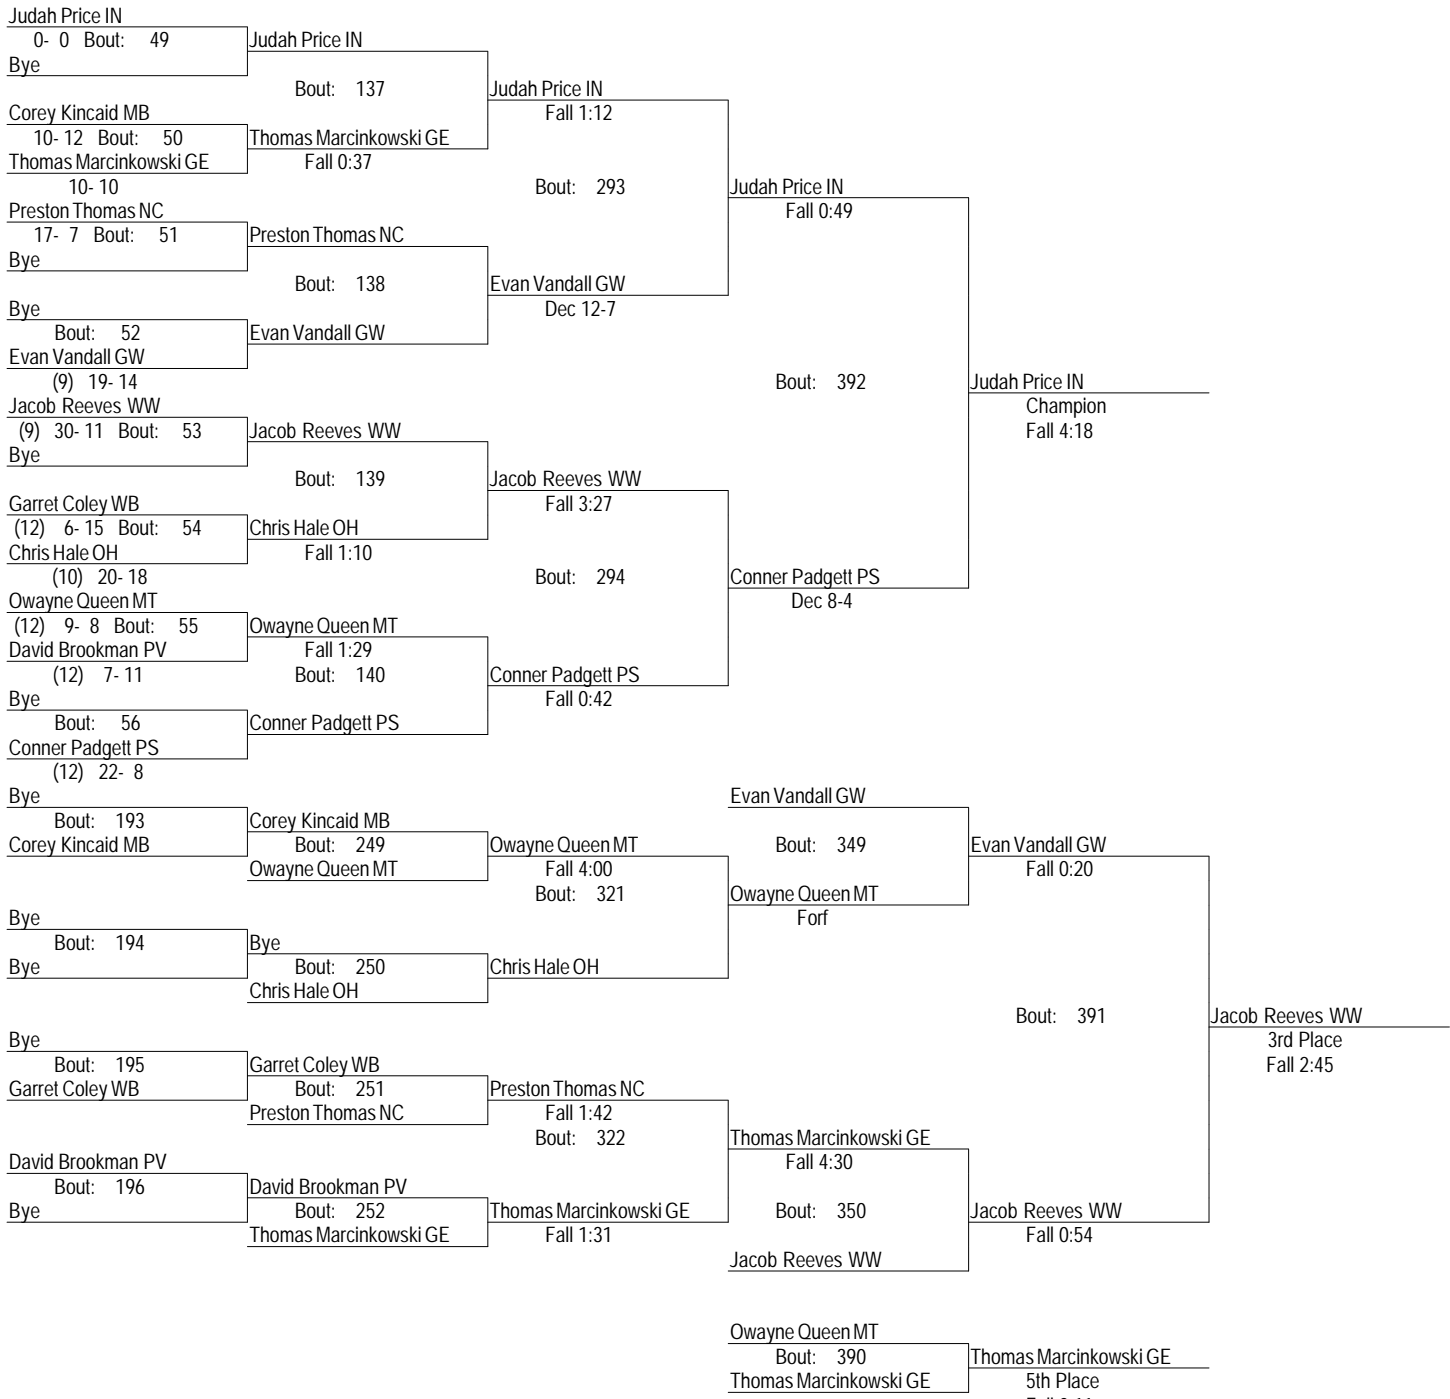 Judah Price IN
0- 0 Bout: 49 Judah Price IN
Bye
Bout: 137 Judah Price IN
Corey Kincaid MB Fall 1:12
10- 12 Bout: 50 Thomas Marcinkowski GE
Thomas Marcinkowski GE Fall 0:37
10- 10 Bout: 293 Judah Price IN
Preston Thomas NC Fall 0:49
17- 7 Bout: 51 Preston Thomas NC
Bye
Bout: 138 Evan Vandall GW
Bye Dec 12-7
Bout: 52 Evan Vandall GW
Evan Vandall GW
(9) 19- 14 Bout: 392 Judah Price IN
Jacob Reeves WW Champion
(9) 30- 11 Bout: 53 Jacob Reeves WW Fall 4:18
Bye
Bout: 139 Jacob Reeves WW
Garret Coley WB Fall 3:27
(12) 6- 15 Bout: 54 Chris Hale OH
Chris Hale OH Fall 1:10
(10) 20- 18 Bout: 294 Conner Padgett PS
Owayne Queen MT Dec 8-4
(12) 9- 8 Bout: 55 Owayne Queen MT
David Brookman PV Fall 1:29
(12) 7- 11 Bout: 140 Conner Padgett PS
Bye Fall 0:42
Bout: 56 Conner Padgett PS
Conner Padgett PS
(12) 22- 8
Bye Evan Vandall GW
Bout: 193 Corey Kincaid MB
Corey Kincaid MB Bout: 249 Owayne Queen MT Bout: 349 Evan Vandall GW
Owayne Queen MT Fall 4:00 Fall 0:20
Bout: 321 Owayne Queen MT
Bye Forf
Bout: 194 Bye
Bye Bout: 250 Chris Hale OH
Chris Hale OH
Bout: 391 Jacob Reeves WW
Bye 3rd Place
Bout: 195 Garret Coley WB Fall 2:45
Garret Coley WB Bout: 251 Preston Thomas NC
Preston Thomas NC Fall 1:42
Bout: 322 Thomas Marcinkowski GE
David Brookman PV Fall 4:30
Bout: 196 David Brookman PV
Bye Bout: 252 Thomas Marcinkowski GE Bout: 350 Jacob Reeves WW
Thomas Marcinkowski GE Fall 1:31 Fall 0:54
Jacob Reeves WW
Owayne Queen MT
Bout: 390 Thomas Marcinkowski GE
Thomas Marcinkowski GE 5th Place